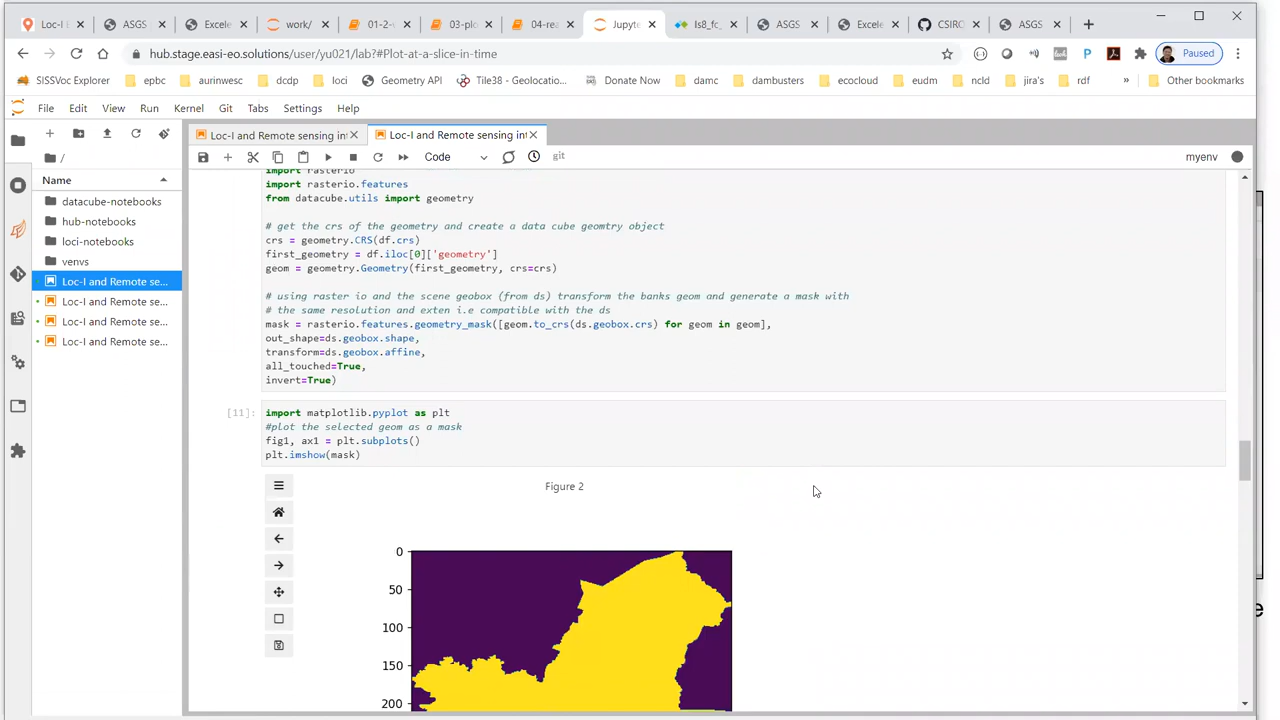 Loc-I
ASGS
Excele
work/
01-2-v
03-plo
04-rea
Jupyte
ls8_fc_
ASGS
Excele
CSIRO
ASGS
hub.stage.easi-eo.solutions/user/yu021/lab?#Plot-at-a-slice-in-time
Paused
SISSVoc Explorer
epbc
aurinwesc
dcdp
loci
Geometry API
Tile38 - Geolocatio...
Donate Now
damc
dambusters
ecocloud
eudm
ncld
jira's
rdf
»
Other bookmarks
File Edit View Run Kernel Git Tabs Settings Help
Loc-I and Remote sensing int
Loc-I and Remote sensing int
/
Code
git
myenv
Name
datacube-notebooks
hub-notebooks
loci-notebooks
venvs
Loc-I and Remote se...
Loc-I and Remote se...
Loc-I and Remote se...
Loc-I and Remote se...
import rasterio
import rasterio.features
from datacube.utils import geometry
# get the crs of the geometry and create a data cube geomtry object
crs = geometry.CRS(df.crs)
first_geometry = df.iloc[0]['geometry']
geom = geometry.Geometry(first_geometry, crs=crs)
# using raster io and the scene geobox (from ds) transform the banks geom and generate a mask with
# the same resolution and exten i.e compatible with the ds
mask = rasterio.features.geometry_mask([geom.to_crs(ds.geobox.crs) for geom in geom],
out_shape=ds.geobox.shape,
transform=ds.geobox.affine,
all_touched=True,
invert=True)
[11]:
import matplotlib.pyplot as plt
#plot the selected geom as a mask
fig1, ax1 = plt.subplots()
plt.imshow(mask)
Figure 2
0
50
100
150
200
e